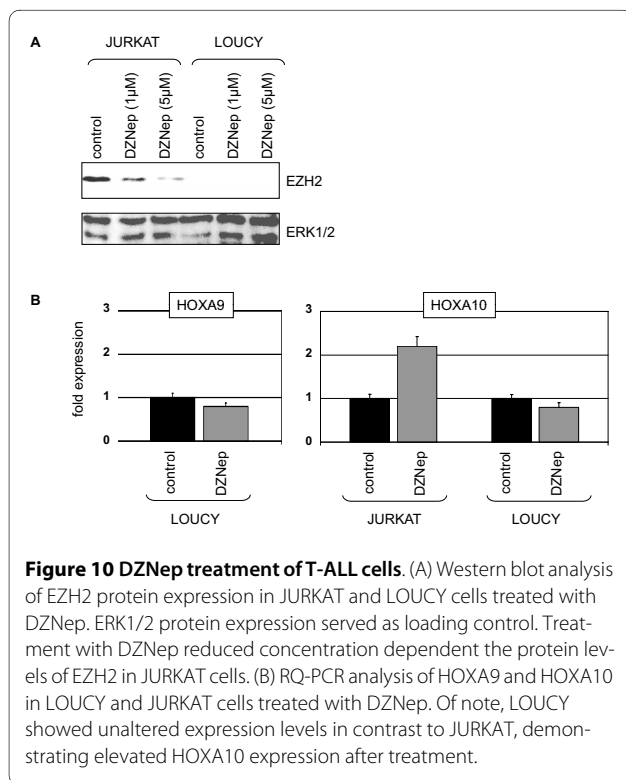 A
JURKAT LOUCY
control DZNep (1µM) DZNep (5µM) control DZNep (1µM) DZNep (5µM)
EZH2
ERK1/2
B
HOXA9 HOXA10
fold expression
3 3
2 2
1 1
0 0
control DZNep control DZNep control DZNep
LOUCY JURKAT LOUCY
Figure 10 DZNep treatment of T-ALL cells. (A) Western blot analysis
of EZH2 protein expression in JURKAT and LOUCY cells treated with
DZNep. ERK1/2 protein expression served as loading control. Treat-
ment with DZNep reduced concentration dependent the protein lev-
els of EZH2 in JURKAT cells. (B) RQ-PCR analysis of HOXA9 and HOXA10
in LOUCY and JURKAT cells treated with DZNep. Of note, LOUCY
showed unaltered expression levels in contrast to JURKAT, demon-
strating elevated HOXA10 expression after treatment.